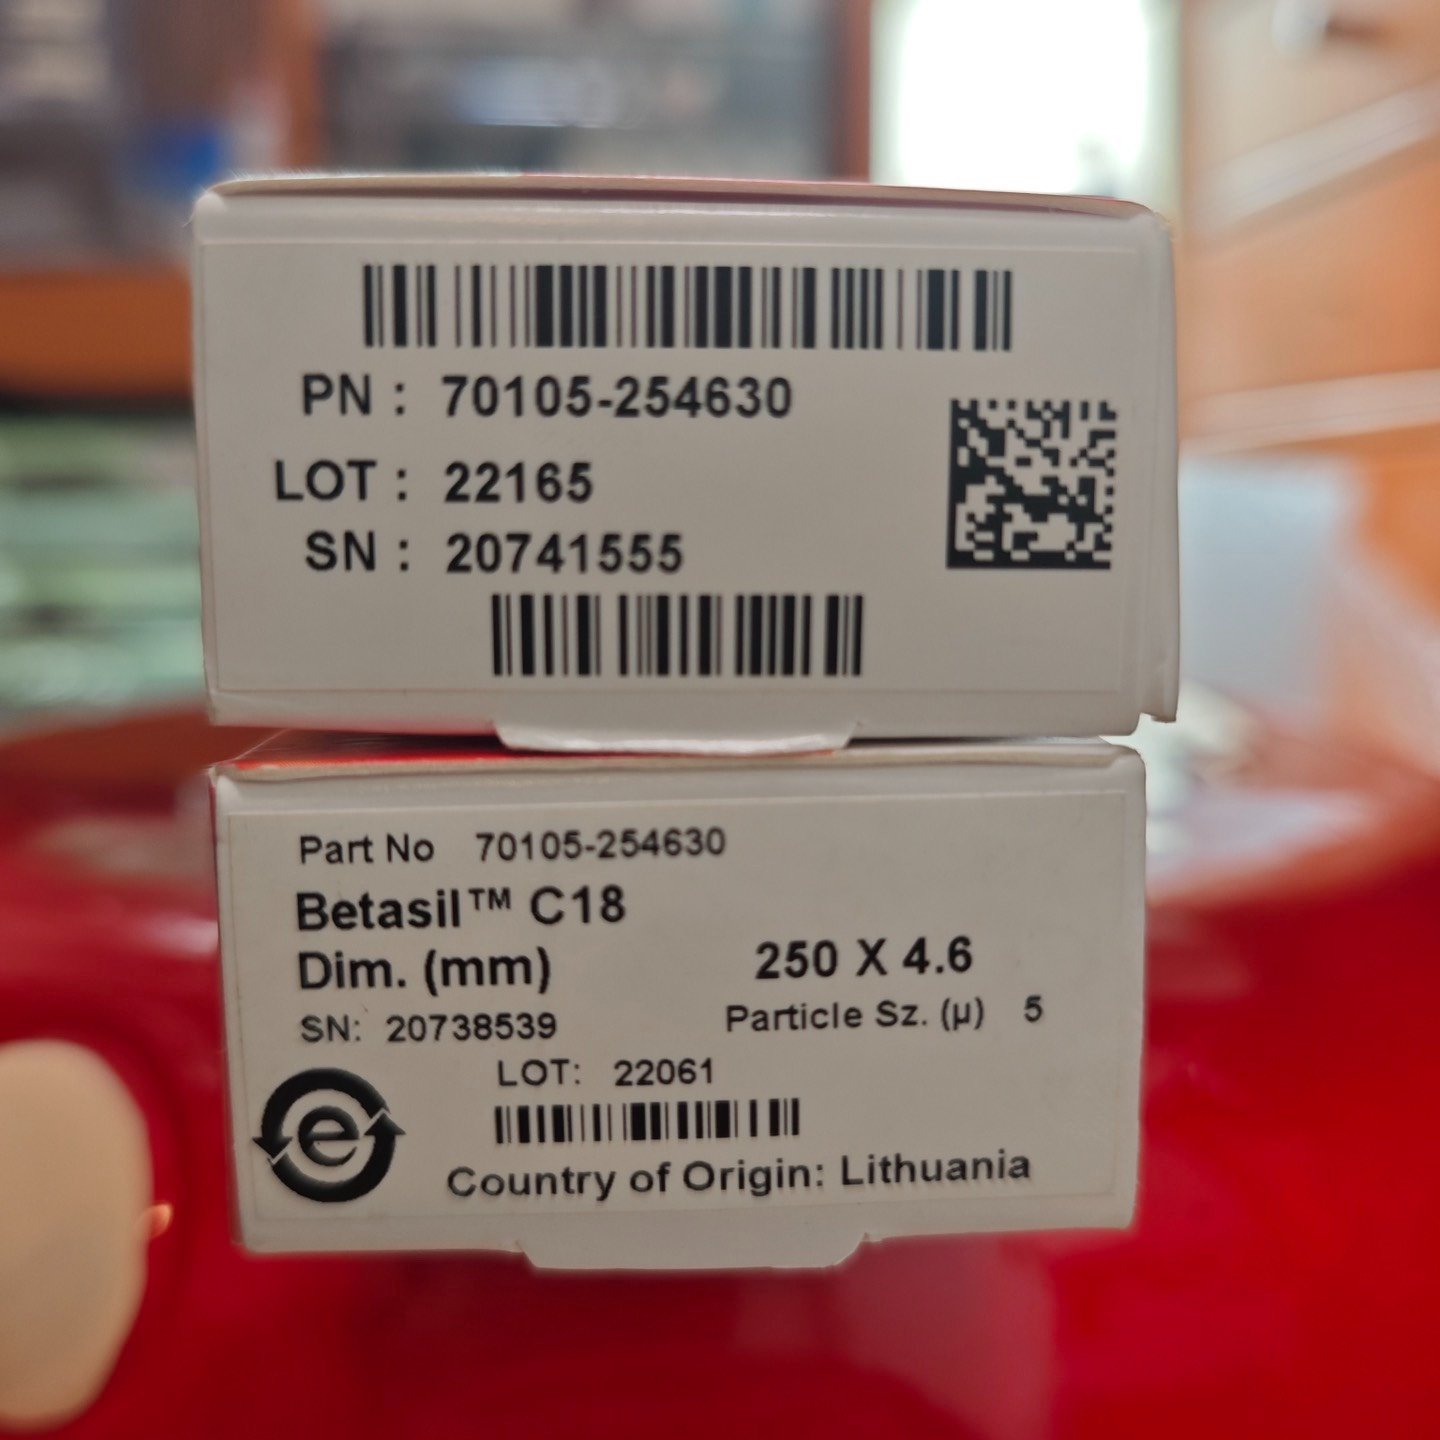 PN : 70105-254630
LOT : 22165
SN : 20741555
Part No 70105-254630
Betasil™ C18
Dim. (mm) 250 X 4.6
SN: 20738539 Particle Sz. (µ) 5
LOT: 22061
e
Country of Origin: Lithuania